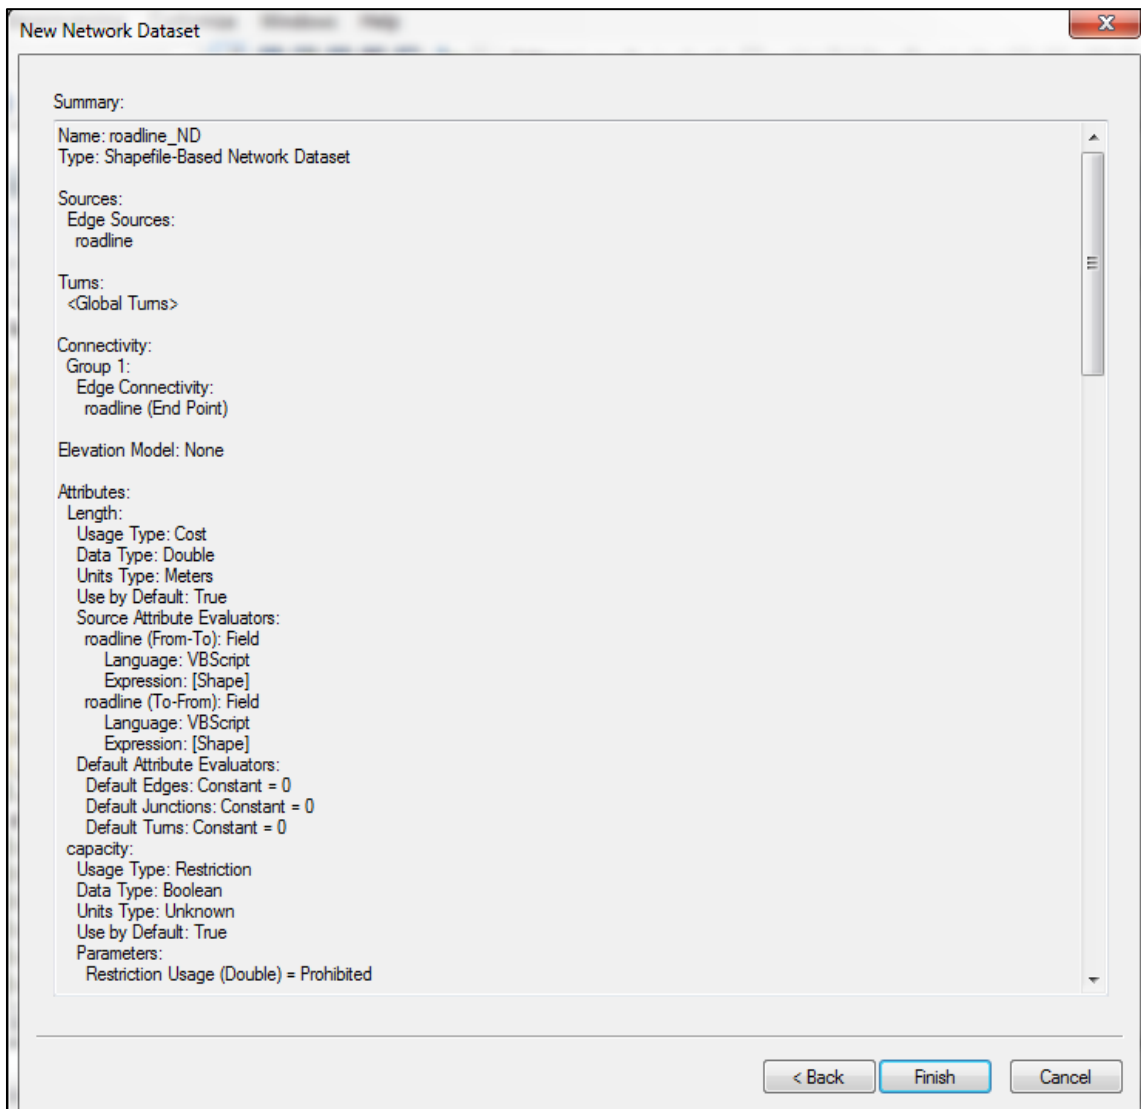 Windows Help
New Network Dataset
Summary:
Name: roadline_ND
Type: Shapefile-Based Network Dataset
Sources:
Edge Sources:
roadline
Turns:
<Global Turns>
Connectivity:
Group 1:
Edge Connectivity:
roadline (End Point)
Elevation Model: None
Attributes:
Length:
Usage Type: Cost
Data Type: Double
Units Type: Meters
Use by Default: True
Source Attribute Evaluators:
roadline (From-To): Field
Language: VBScript
Expression: [Shape]
roadline (To-From): Field
Language: VBScript
Expression: [Shape]
Default Attribute Evaluators:
Default Edges: Constant = 0
Default Junctions: Constant = 0
Default Turns: Constant = 0
capacity:
Usage Type: Restriction
Data Type: Boolean
Units Type: Unknown
Use by Default: True
Parameters:
Restriction Usage (Double) = Prohibited
< Back Finish Cancel